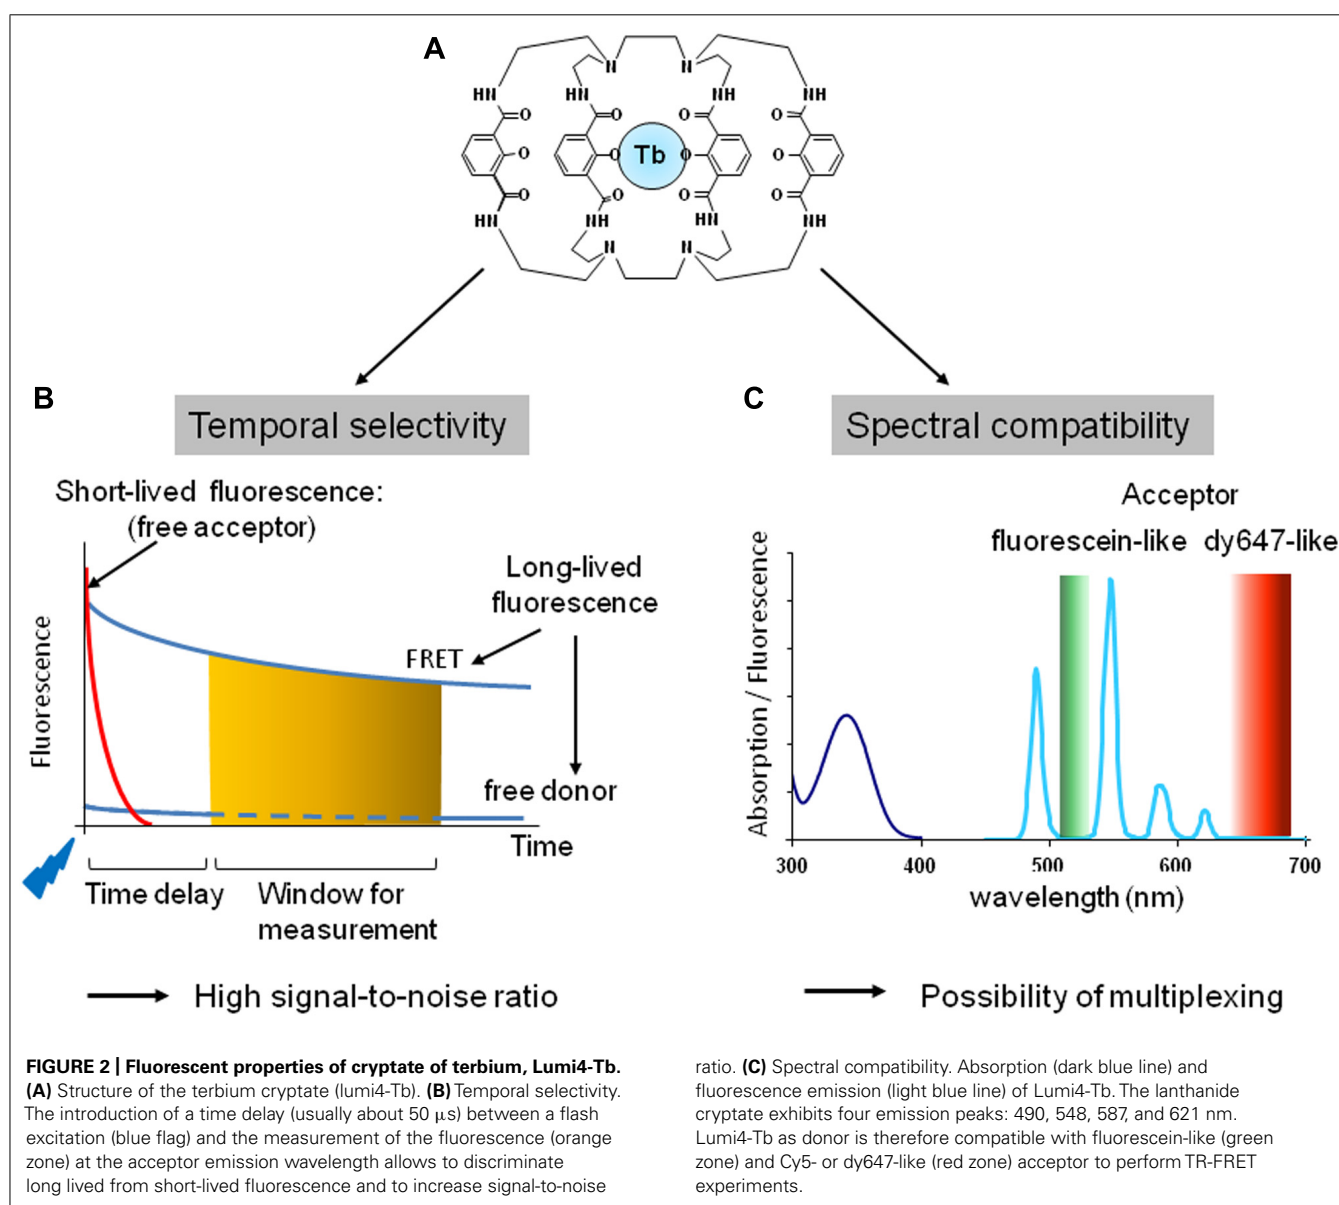 A
N N
HN HN NH NH
O O O O
O O Tb O O
O O O O
HN NH HN NH
N N
B
Temporal selectivity
Short-lived fluorescence:
(free acceptor)
Long-lived
fluorescence
FRET
free donor
Fluorescence
Time
Time delay
Window for
measurement
High signal-to-noise ratio
C
Spectral compatibility
Acceptor
fluorescein-like dy647-like
Absorption / Fluorescence
300 400 500 600 700
wavelength (nm)
Possibility of multiplexing
FIGURE 2 | Fluorescent properties of cryptate of terbium, Lumi4-Tb.
(A) Structure of the terbium cryptate (lumi4-Tb). (B) Temporal selectivity.
The introduction of a time delay (usually about 50 μs) between a flash
excitation (blue flag) and the measurement of the fluorescence (orange
zone) at the acceptor emission wavelength allows to discriminate
long lived from short-lived fluorescence and to increase signal-to-noise
ratio. (C) Spectral compatibility. Absorption (dark blue line) and
fluorescence emission (light blue line) of Lumi4-Tb. The lanthanide
cryptate exhibits four emission peaks: 490, 548, 587, and 621 nm.
Lumi4-Tb as donor is therefore compatible with fluorescein-like (green
zone) and Cy5- or dy647-like (red zone) acceptor to perform TR-FRET
experiments.